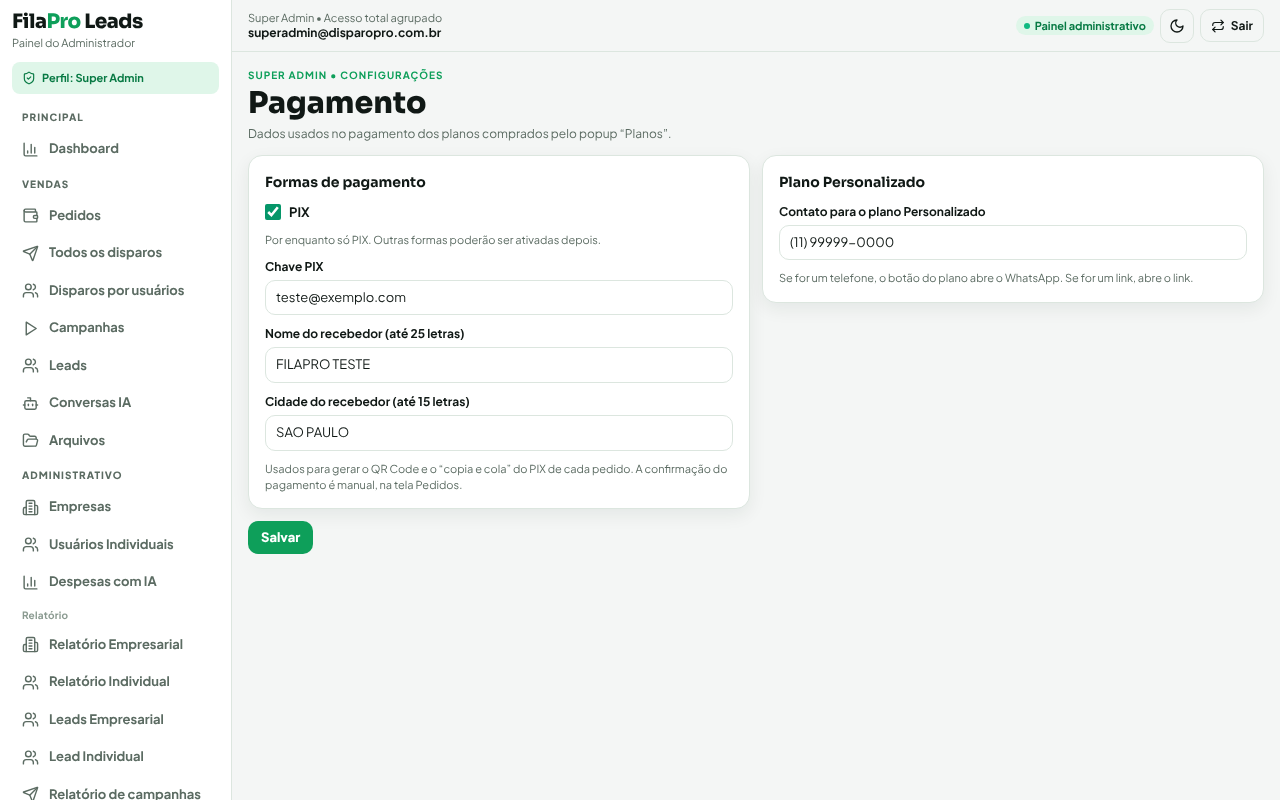 FilaPro Leads
Painel do Administrador
Perfil: Super Admin
PRINCIPAL
Dashboard
VENDAS
Pedidos
Todos os disparos
Disparos por usuários
Campanhas
Leads
Conversas IA
Arquivos
ADMINISTRATIVO
Empresas
Usuários Individuais
Despesas com IA
Relatório
Relatório Empresarial
Relatório Individual
Leads Empresarial
Lead Individual
Relatório de campanhas
Super Admin • Acesso total agrupado
superadmin@disparopro.com.br
Painel administrativo
Sair
SUPER ADMIN • CONFIGURAÇÕES
Pagamento
Dados usados no pagamento dos planos comprados pelo popup “Planos”.
Formas de pagamento
PIX
Por enquanto só PIX. Outras formas poderão ser ativadas depois.
Chave PIX
teste@exemplo.com
Nome do recebedor (até 25 letras)
FILAPRO TESTE
Cidade do recebedor (até 15 letras)
SAO PAULO
Usados para gerar o QR Code e o “copia e cola” do PIX de cada pedido. A confirmação do
pagamento é manual, na tela Pedidos.
Salvar
Plano Personalizado
Contato para o plano Personalizado
(11) 99999-0000
Se for um telefone, o botão do plano abre o WhatsApp. Se for um link, abre o link.